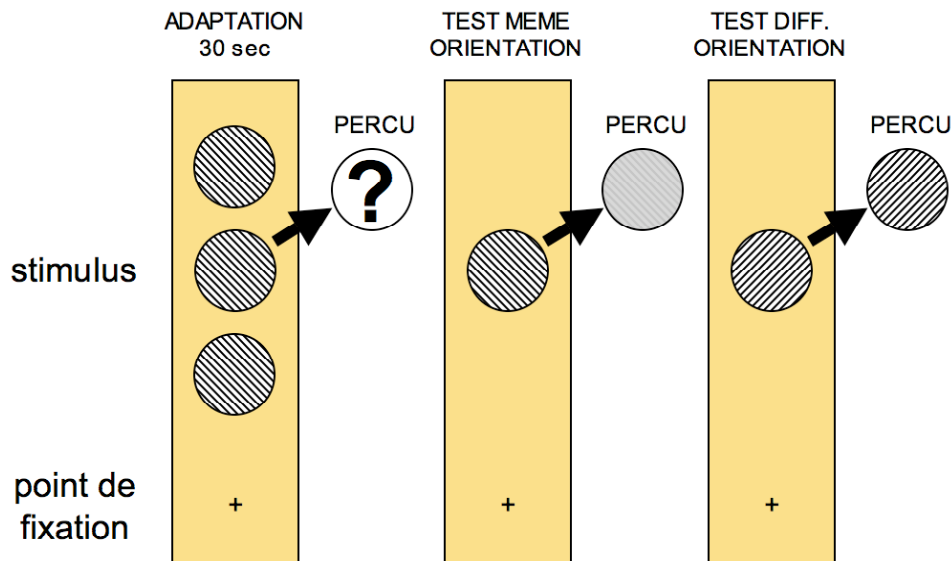 ADAPTATION
30 sec
TEST MEME
ORIENTATION
TEST DIFF.
ORIENTATION
PERCU
PERCU
PERCU
?
stimulus
point de
fixation
+
+
+